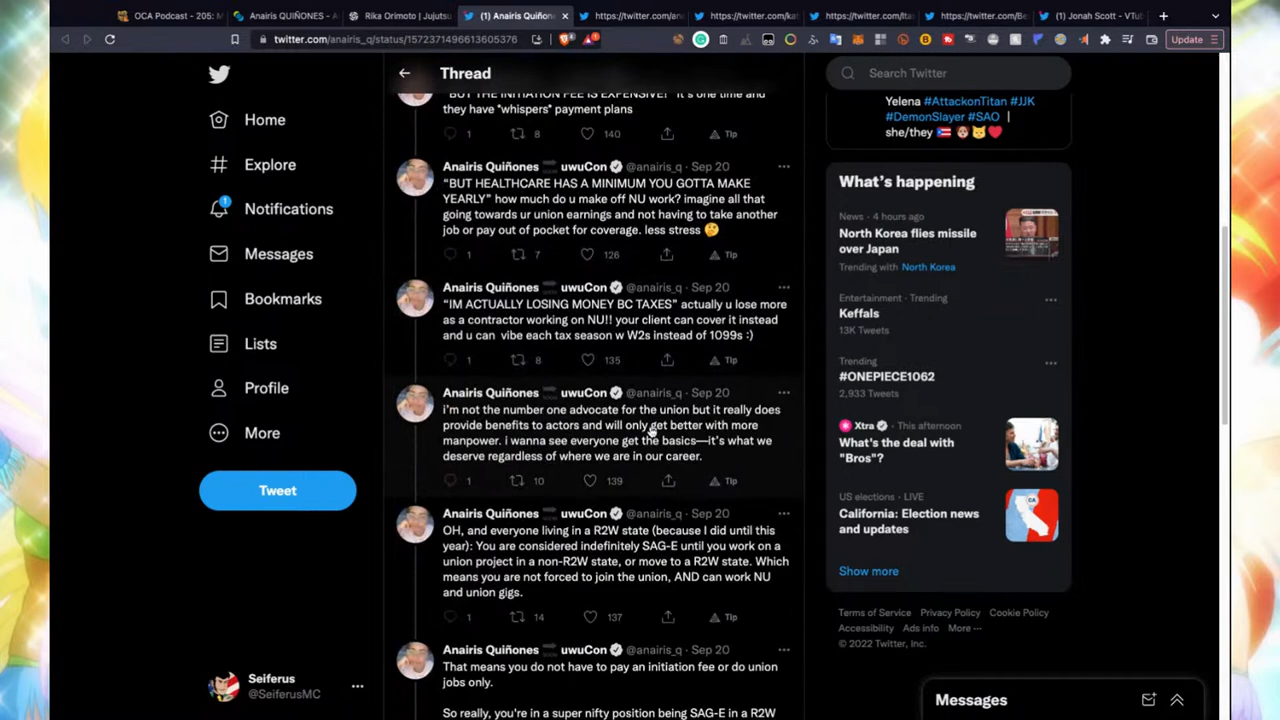 OCA Podcast - 205: M
Anairis QUIÑONES - A
Rika Orimoto | Jujuts
(1) Anairis Quiñon
https://twitter.com/an
https://twitter.com/ka
https://twitter.com/Ita
https://twitter.com/Be
(1) Jonah Scott - VTub
twitter.com/anairis_q/status/1572371496613605376
Update
Home
Explore
Notifications
Messages
Bookmarks
Lists
Profile
More
Tweet
Seiferus
@SeiferusMC
Thread
"BUT THE INITIATION FEE IS EXPENSIVE!" it's one time and
they have *whispers* payment plans
1 8 140 Tip
Anairis Quiñones uwuCon @anairis_q · Sep 20
"BUT HEALTHCARE HAS A MINIMUM YOU GOTTA MAKE
YEARLY" how much do u make off NU work? imagine all that
going towards ur union earnings and not having to take another
job or pay out of pocket for coverage. less stress 🤔
1 7 126 Tip
Anairis Quiñones uwuCon @anairis_q · Sep 20
"IM ACTUALLY LOSING MONEY BC TAXES" actually u lose more
as a contractor working on NU!! your client can cover it instead
and u can vibe each tax season w W2s instead of 1099s :)
1 8 135 Tip
Anairis Quiñones uwuCon @anairis_q · Sep 20
i'm not the number one advocate for the union but it really does
provide benefits to actors and will only get better with more
manpower. i wanna see everyone get the basics—it's what we
deserve regardless of where we are in our career.
1 10 139 Tip
Anairis Quiñones uwuCon @anairis_q · Sep 20
OH, and everyone living in a R2W state (because I did until this
year): You are considered indefinitely SAG-E until you work on a
union project in a non-R2W state, or move to a R2W state. Which
means you are not forced to join the union, AND can work NU
and union gigs.
1 14 137 Tip
Anairis Quiñones uwuCon @anairis_q · Sep 20
That means you do not have to pay an initiation fee or do union
jobs only.
So really, you're in a super nifty position being SAG-E in a R2W
Search Twitter
Yelena #AttackonTitan #JJK
#DemonSlayer #SAO |
she/they
What's happening
News · 4 hours ago
North Korea flies missile
over Japan
Trending with North Korea
Entertainment · Trending
Keffals
13K Tweets
Trending
#ONEPIECE1062
2,933 Tweets
Xtra · This afternoon
What's the deal with
"Bros"?
US elections · LIVE
California: Election news
and updates
Show more
Terms of Service Privacy Policy Cookie Policy
Accessibility Ads info More ···
© 2022 Twitter, Inc.
Messages